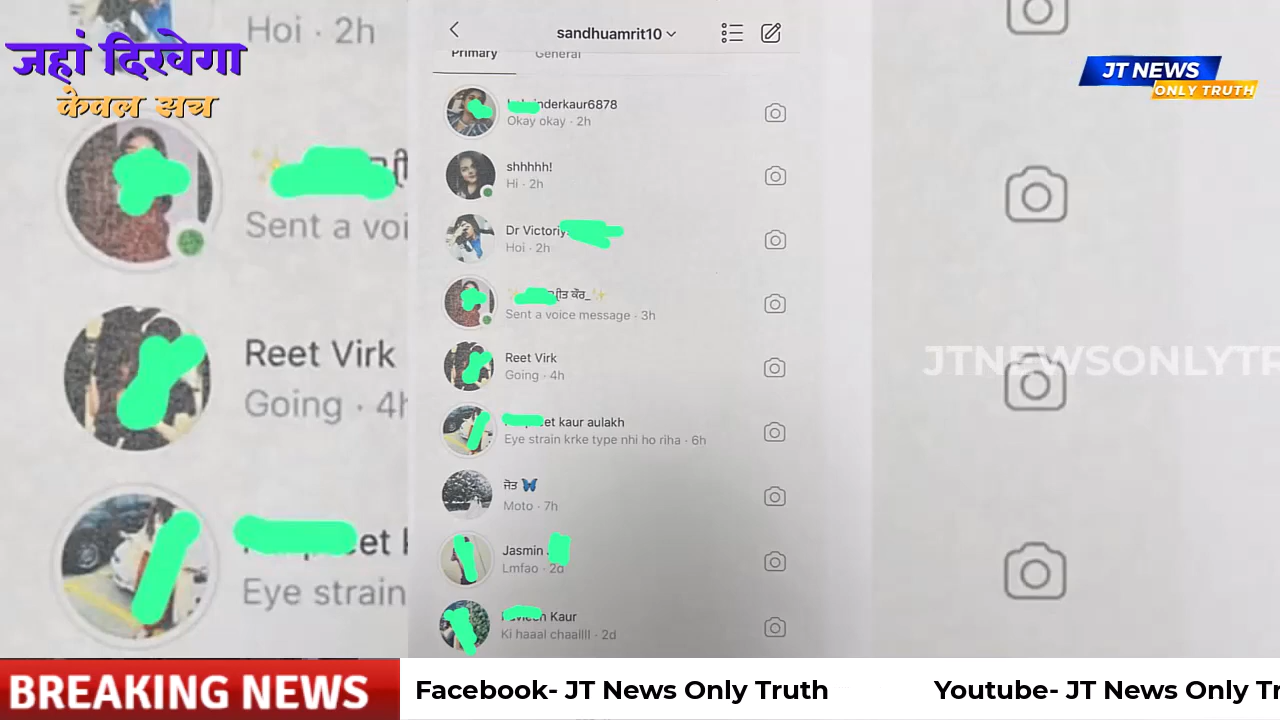 जहां दिखेगा
केवल सच
Hoi · 2h
Sent a voi
Reet Virk
Going · 4h
Eye strain
sandhuamrit10
Primary
General
inderkaur6878
Okay okay · 2h
shhhhh!
Hi · 2h
Dr Victoriy
Hoi · 2h
ਕੌਰ_
Sent a voice message · 3h
Reet Virk
Going · 4h
et kaur aulakh
Eye strain krke type nhi ho riha · 6h
ਜੋਤ
Moto · 7h
Jasmin
Lmfao · 2d
Kaur
Ki haaal chaallll · 2d
JT NEWS
ONLY TRUTH
JTNEWSONLYTR
BREAKING NEWS
Facebook- JT News Only Truth
Youtube- JT News Only Tr